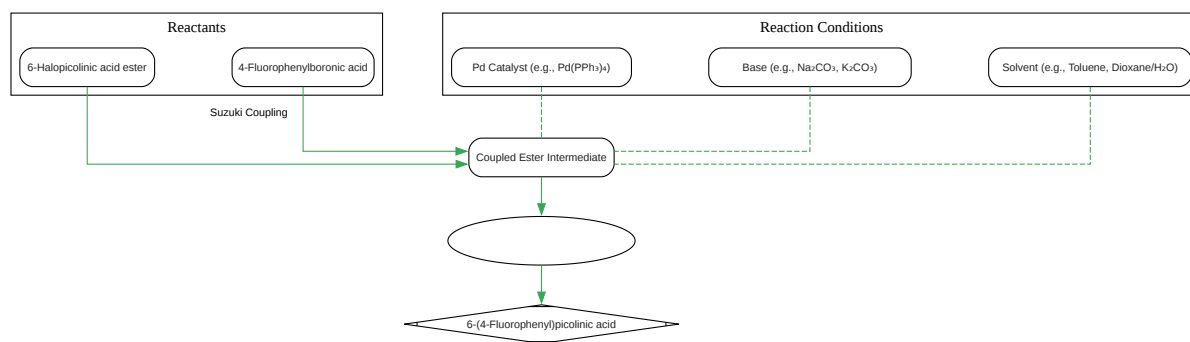 Reactants
Reaction Conditions
6-Halopicolinic acid ester
4-Fluorophenylboronic acid
Pd Catalyst (e.g., Pd(PPh₃)₄)
Base (e.g., Na₂CO₃, K₂CO₃)
Solvent (e.g., Toluene, Dioxane/H₂O)
Suzuki Coupling
Coupled Ester Intermediate
6-(4-Fluorophenyl)picolinic acid